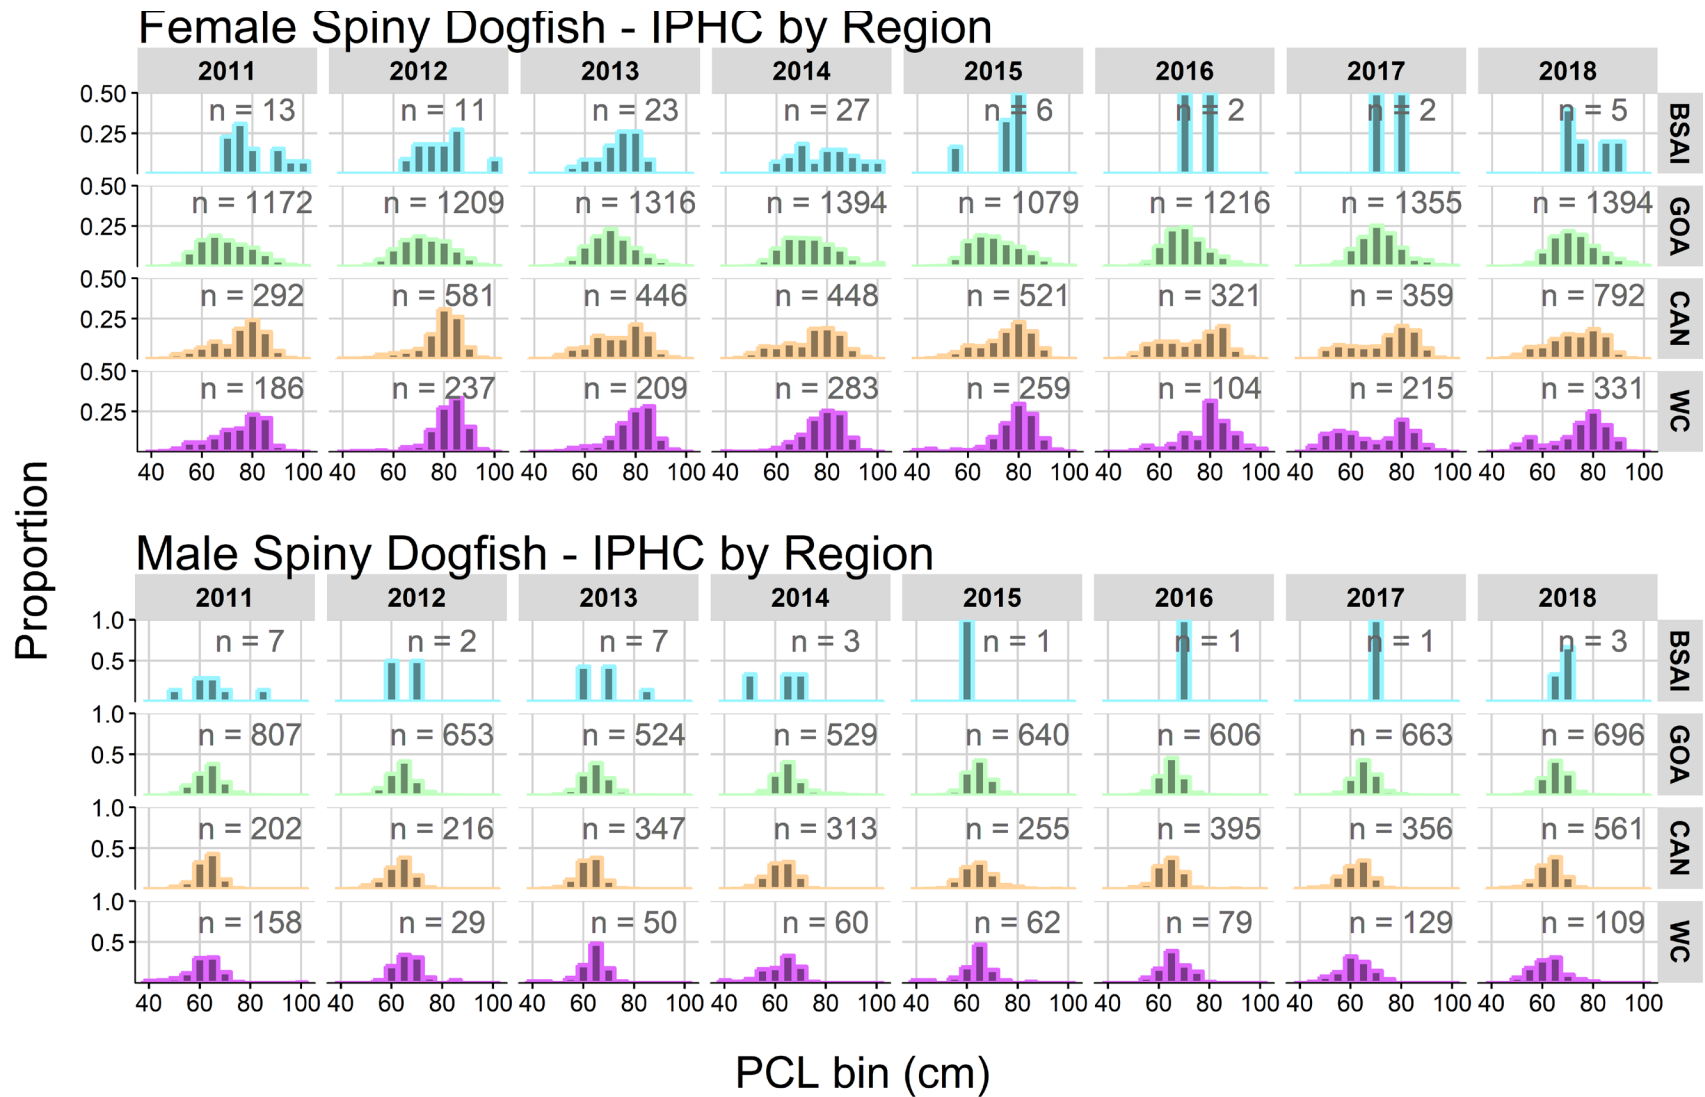 Female Spiny Dogfish - IPHC by Region
2011 2012 2013 2014 2015 2016 2017 2018
0.50 n = 13 n = 11 n = 23 n = 27 n = 6 n = 2 n = 2 n = 5 BSAI
0.25
0.50 n = 1172 n = 1209 n = 1316 n = 1394 n = 1079 n = 1216 n = 1355 n = 1394 GOA
0.25
0.50 n = 292 n = 581 n = 446 n = 448 n = 521 n = 321 n = 359 n = 792 CAN
0.25
0.50 n = 186 n = 237 n = 209 n = 283 n = 259 n = 104 n = 215 n = 331 WC
0.25
40 60 80 100 40 60 80 100 40 60 80 100 40 60 80 100 40 60 80 100 40 60 80 100 40 60 80 100 40 60 80 100
Proportion
Male Spiny Dogfish - IPHC by Region
2011 2012 2013 2014 2015 2016 2017 2018
1.0 n = 7 n = 2 n = 7 n = 3 n = 1 n = 1 n = 1 n = 3 BSAI
0.5
1.0 n = 807 n = 653 n = 524 n = 529 n = 640 n = 606 n = 663 n = 696 GOA
0.5
1.0 n = 202 n = 216 n = 347 n = 313 n = 255 n = 395 n = 356 n = 561 CAN
0.5
1.0 n = 158 n = 29 n = 50 n = 60 n = 62 n = 79 n = 129 n = 109 WC
0.5
40 60 80 100 40 60 80 100 40 60 80 100 40 60 80 100 40 60 80 100 40 60 80 100 40 60 80 100 40 60 80 100
PCL bin (cm)